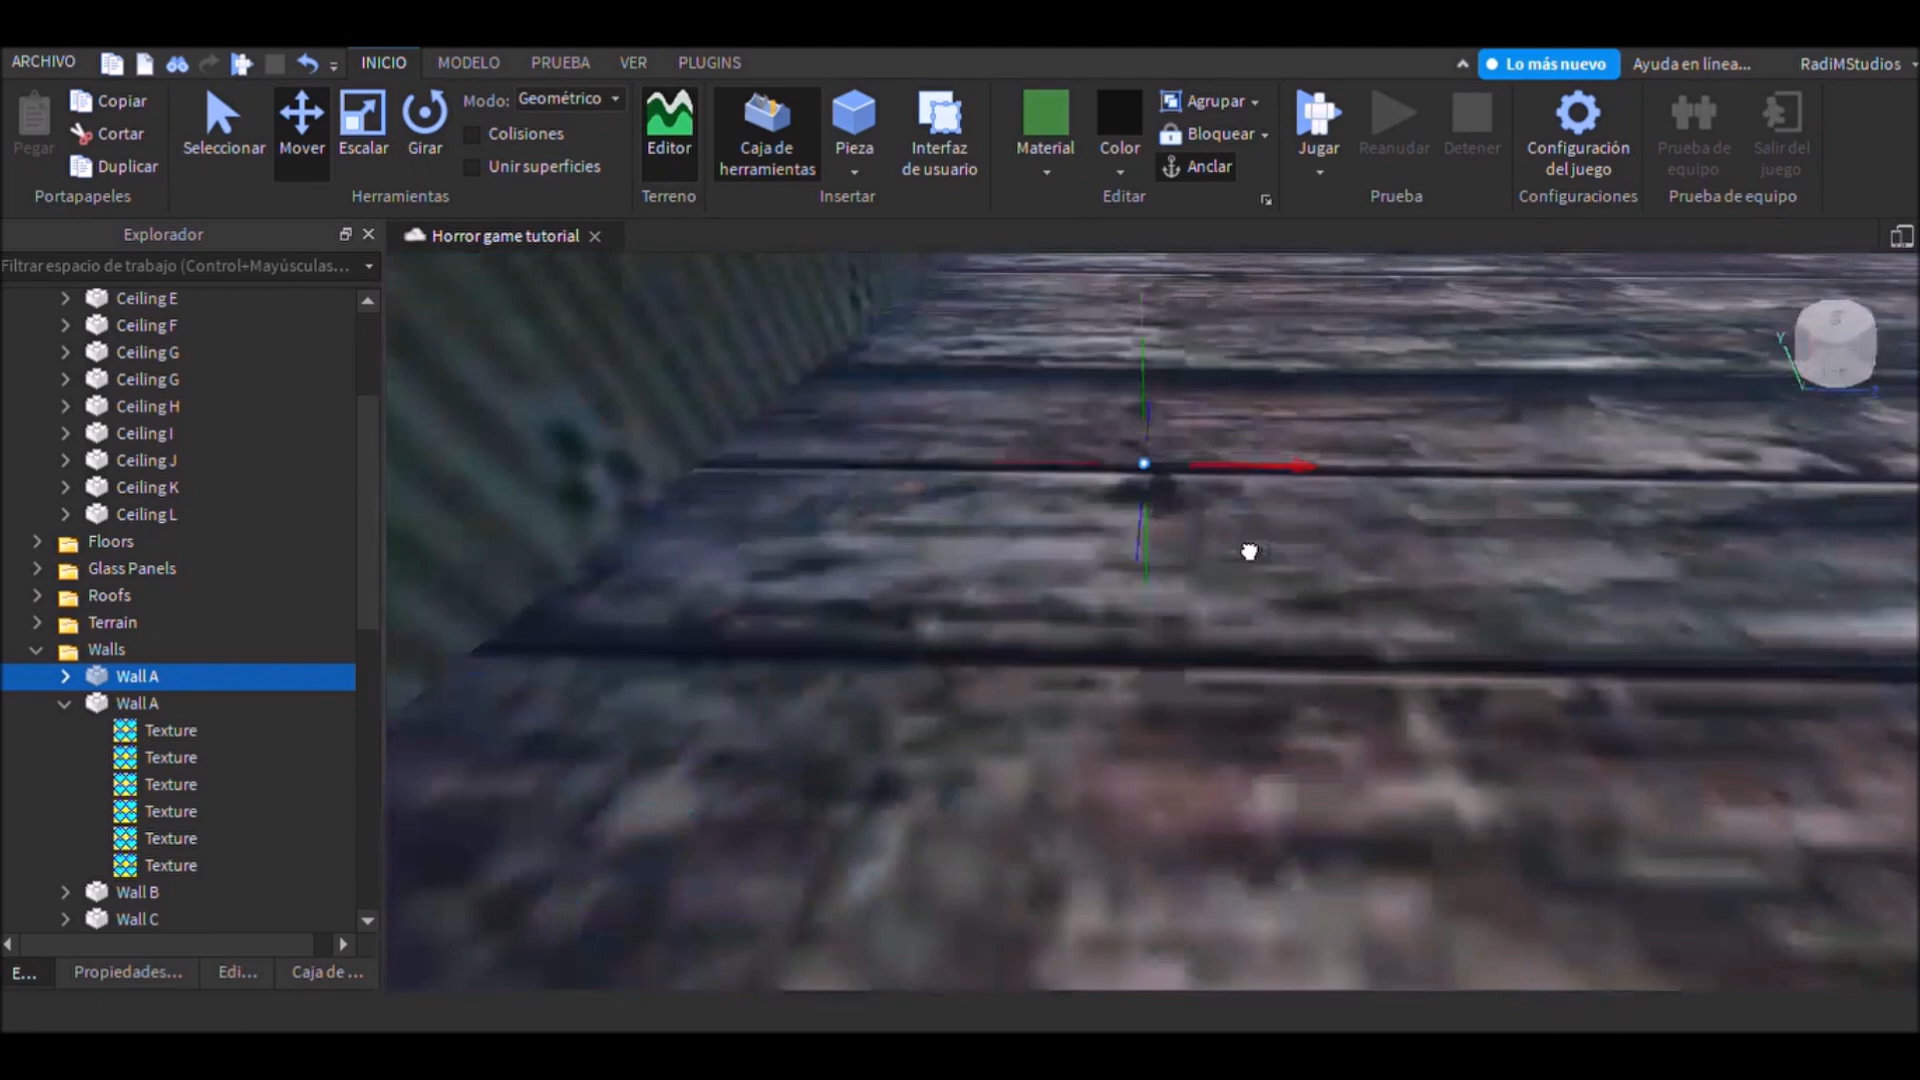 ARCHIVO
INICIO
MODELO
PRUEBA
VER
PLUGINS
Lo más nuevo
Ayuda en línea...
RadiMStudios
Pegar
Copiar
Cortar
Duplicar
Portapapeles
Seleccionar
Mover
Escalar
Girar
Modo: Geométrico
Colisiones
Unir superficies
Herramientas
Editor
Terreno
Caja de
herramientas
Pieza
Interfaz
de usuario
Insertar
Material
Color
Agrupar
Bloquear
Anclar
Editar
Jugar
Reanudar
Detener
Prueba
Configuración
del juego
Configuraciones
Prueba de
equipo
Salir del
juego
Prueba de equipo
Explorador
Horror game tutorial
Filtrar espacio de trabajo (Control+Mayúsculas...
Ceiling E
Ceiling F
Ceiling G
Ceiling G
Ceiling H
Ceiling I
Ceiling J
Ceiling K
Ceiling L
Floors
Glass Panels
Roofs
Terrain
Walls
Wall A
Wall A
Texture
Texture
Texture
Texture
Texture
Texture
Wall B
Wall C
E...
Propiedades...
Edi...
Caja de ...
Y